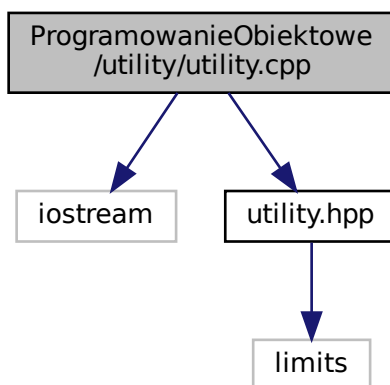 ProgramowanieObiektowe
/utility/utility.cpp
iostream
utility.hpp
limits